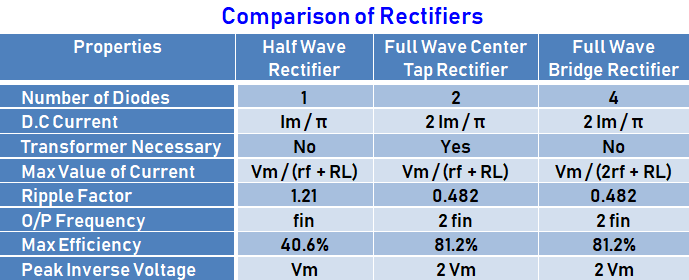 Comparison of Rectifiers
Properties Half Wave Rectifier Full Wave Center Tap Rectifier Full Wave Bridge Rectifier
Number of Diodes 1 2 4
D.C Current Im / π 2 Im / π 2 Im / π
Transformer Necessary No Yes No
Max Value of Current Vm / (rf + RL) Vm / (rf + RL) Vm / (2rf + RL)
Ripple Factor 1.21 0.482 0.482
O/P Frequency fin 2 fin 2 fin
Max Efficiency 40.6% 81.2% 81.2%
Peak Inverse Voltage Vm 2 Vm 2 Vm